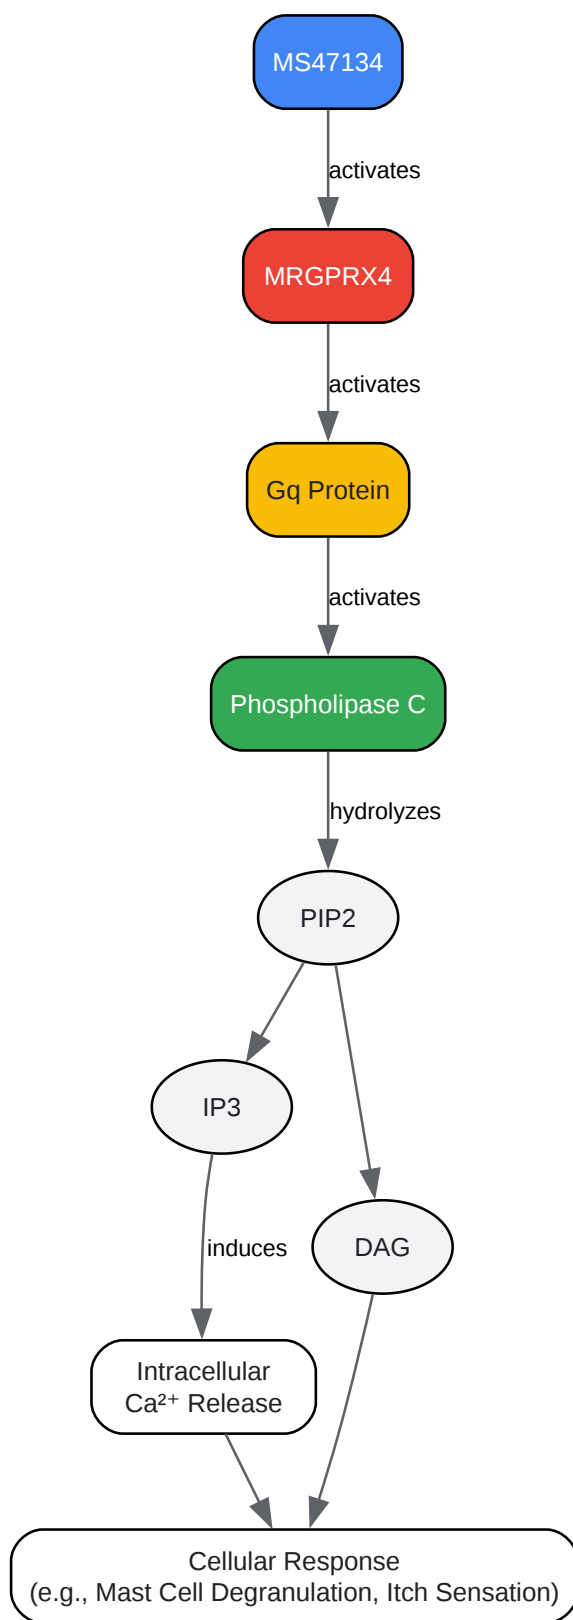 MS47134
activates
MRGPRX4
activates
Gq Protein
activates
Phospholipase C
hydrolyzes
PIP2
IP3
DAG
induces
Intracellular
Ca²⁺ Release
Cellular Response
(e.g., Mast Cell Degranulation, Itch Sensation)